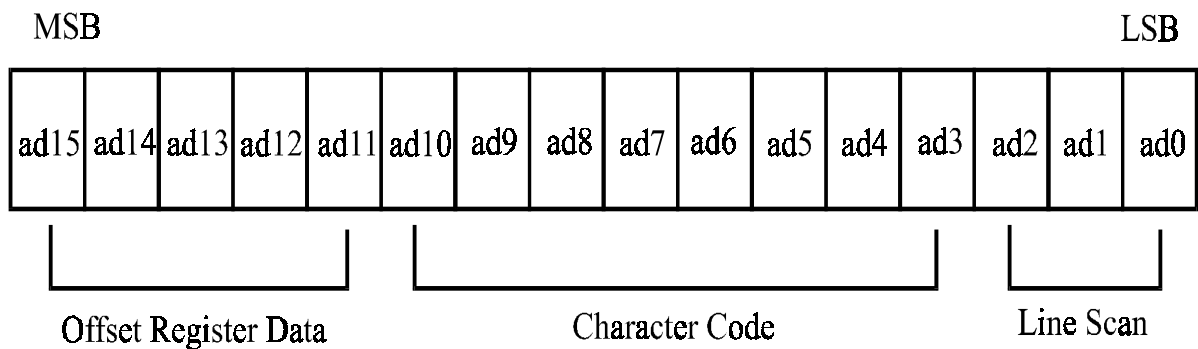 MSB LSB
ad15 ad14 ad13 ad12 ad11 ad10 ad9 ad8 ad7 ad6 ad5 ad4 ad3 ad2 ad1 ad0
Offset Register Data Character Code Line Scan